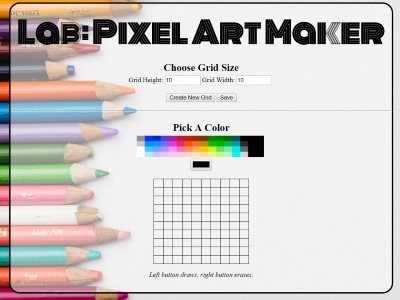 Lab: Pixel Art Maker
Choose Grid Size
Grid Height: 10 Grid Width: 10
Create New Grid Save
Pick A Color
Left button draws, right button erases.